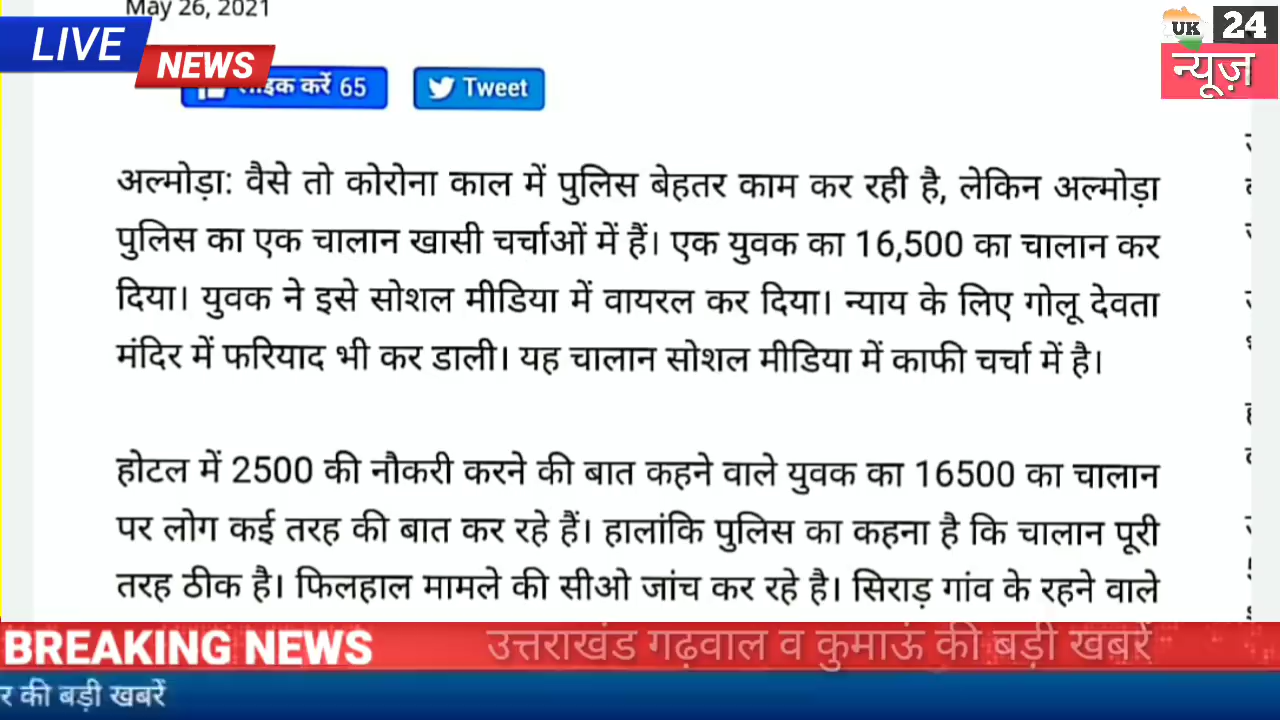 May 26, 2021
LIVE
NEWS
UK 24
न्यूज़
लाइक करें 65
Tweet
अल्मोड़ा: वैसे तो कोरोना काल में पुलिस बेहतर काम कर रही है, लेकिन अल्मोड़ा
पुलिस का एक चालान खासी चर्चाओं में हैं। एक युवक का 16,500 का चालान कर
दिया। युवक ने इसे सोशल मीडिया में वायरल कर दिया। न्याय के लिए गोलू देवता
मंदिर में फरियाद भी कर डाली। यह चालान सोशल मीडिया में काफी चर्चा में है।
होटल में 2500 की नौकरी करने की बात कहने वाले युवक का 16500 का चालान
पर लोग कई तरह की बात कर रहे हैं। हालांकि पुलिस का कहना है कि चालान पूरी
तरह ठीक है। फिलहाल मामले की सीओ जांच कर रहे है। सिराड़ गांव के रहने वाले
BREAKING NEWS
उत्तराखंड गढ़वाल व कुमाऊं की बड़ी खबरें
र की बड़ी खबरें